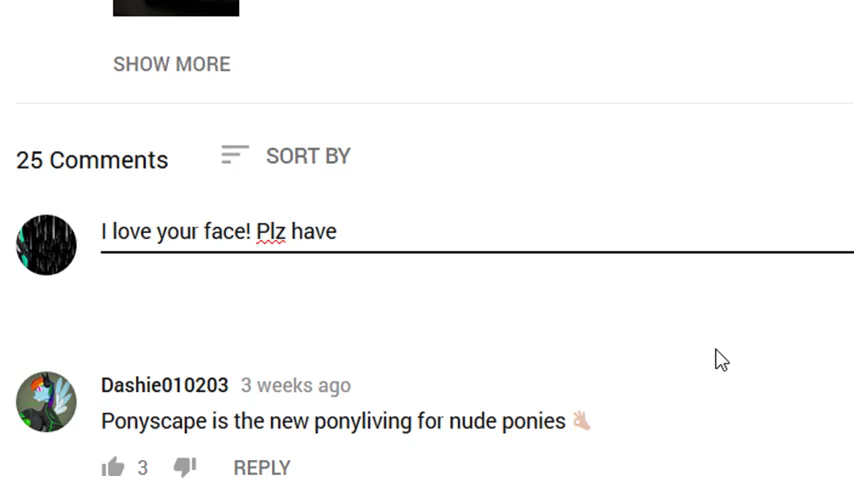 SHOW MORE
25 Comments SORT BY
I love your face! Plz have
Dashie010203 3 weeks ago
Ponyscape is the new ponyliving for nude ponies 👌🏻
3 REPLY